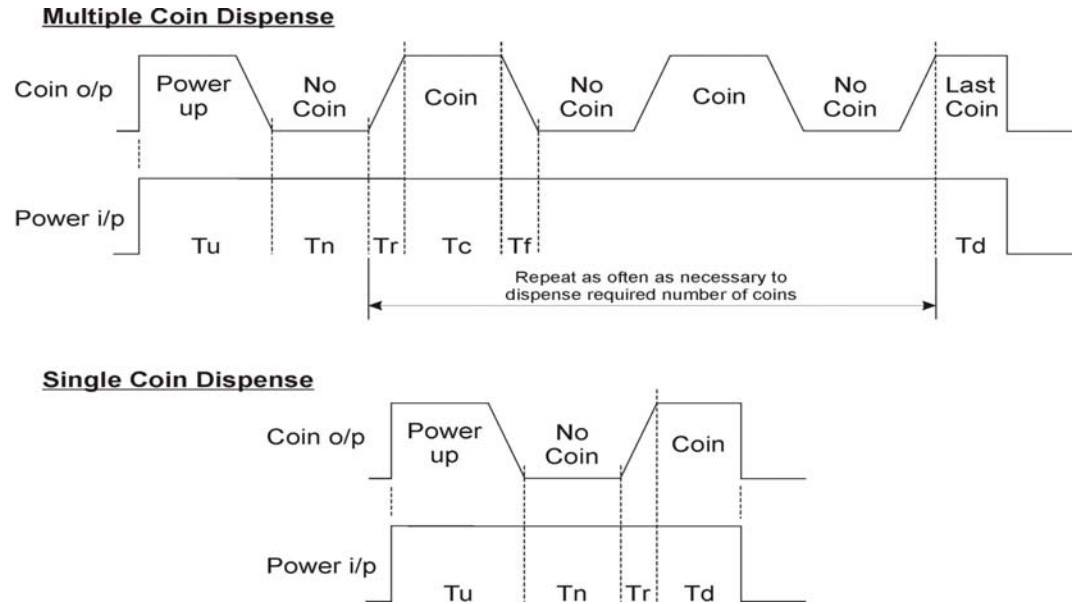 Multiple Coin Dispense
Coin o/p
Power
up
No
Coin
Coin
No
Coin
Coin
No
Coin
Last
Coin
Power i/p
Tu
Tn
Tr
Tc
Tf
Td
Repeat as often as necessary to
dispense required number of coins
Single Coin Dispense
Coin o/p
Power
up
No
Coin
Coin
Power i/p
Tu
Tn
Tr
Td